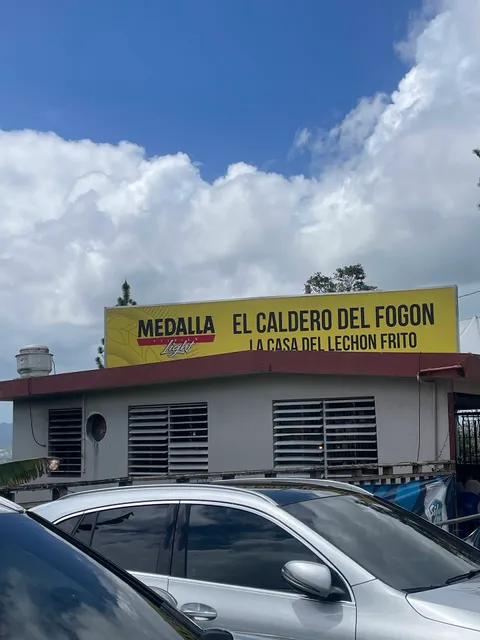 MEDALLA
Light
EL CALDERO DEL FOGON
LA CASA DEL LECHON FRITO